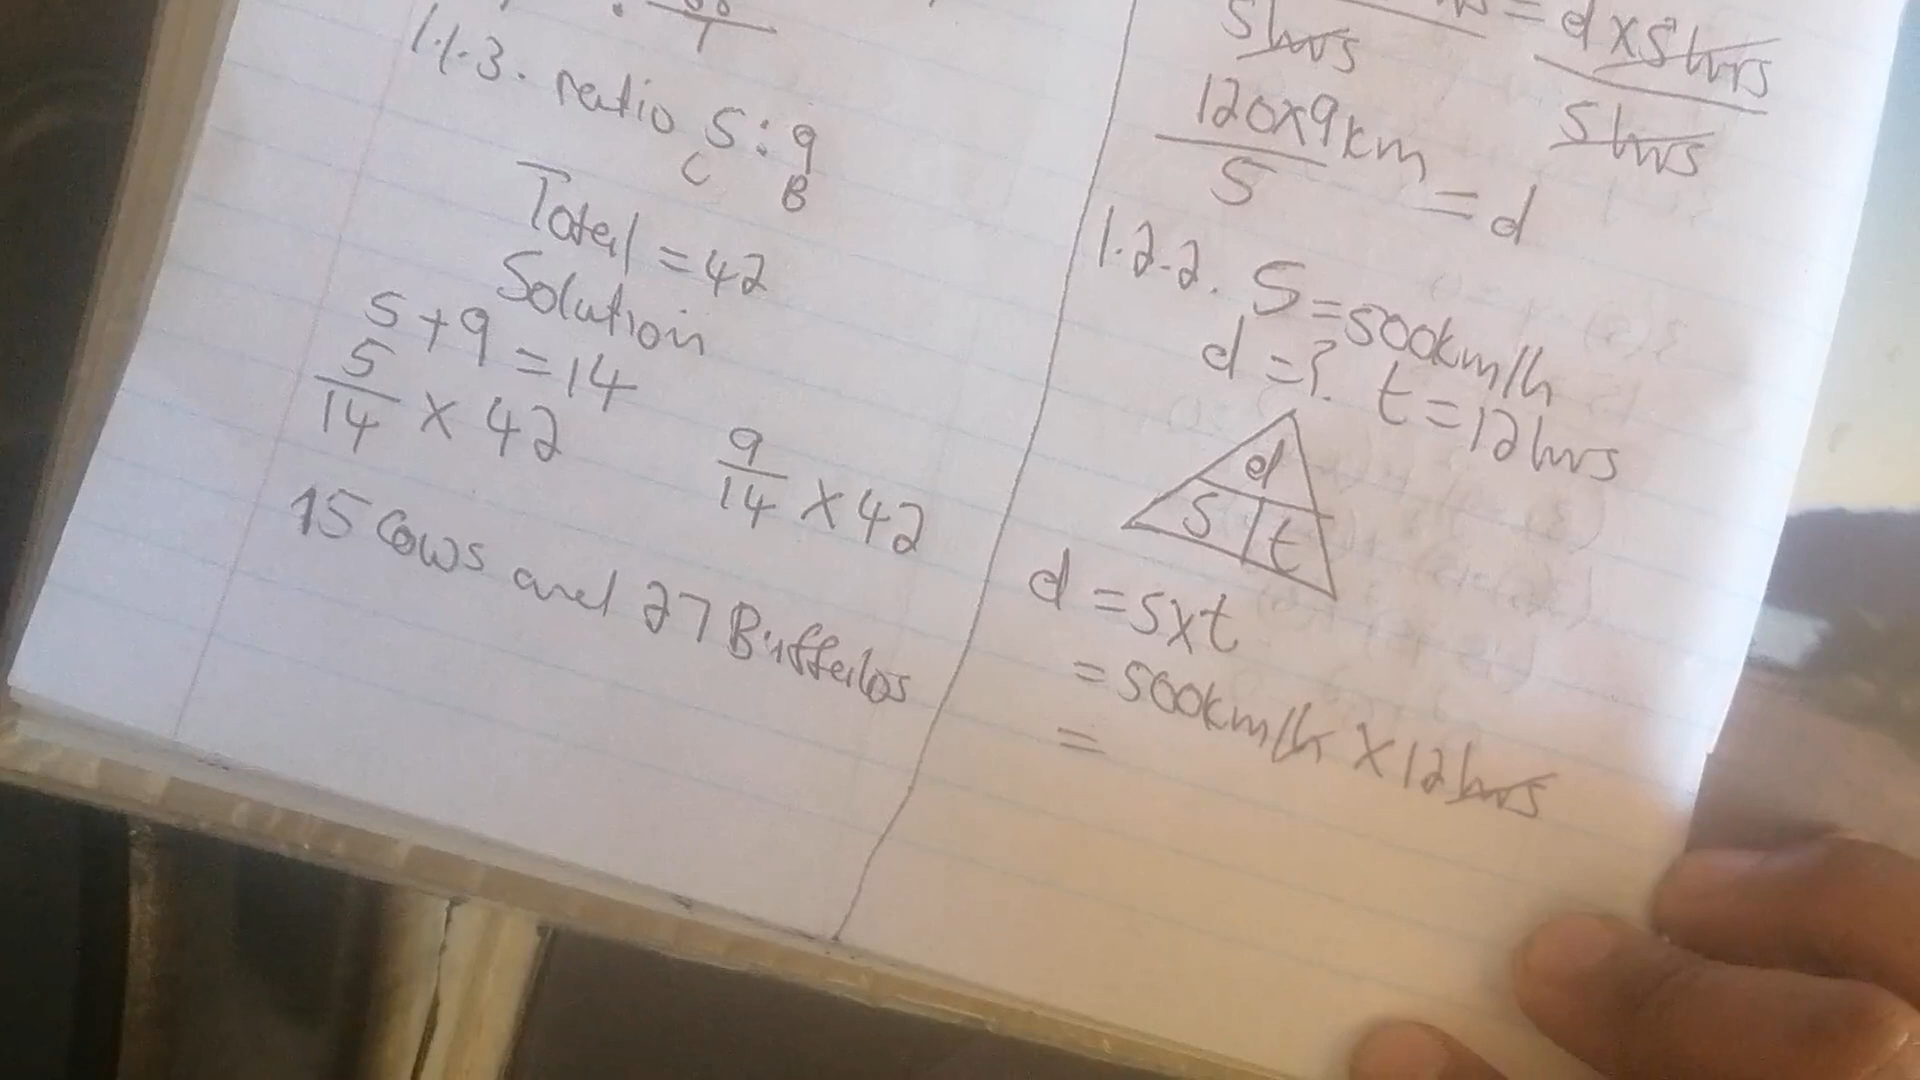 1.1.3. ratio 5:9
C B
Total = 42
Solution
5+9=14
5/14 × 42 9/14 × 42
15 Cows and 27 Buffalos
= d×5hrs
5hrs 5hrs
120×9km/5 = d
1.2.2. S=500km/h
d=? t=12hrs
d
S t
d = s×t
= 500km/h × 12hrs
=